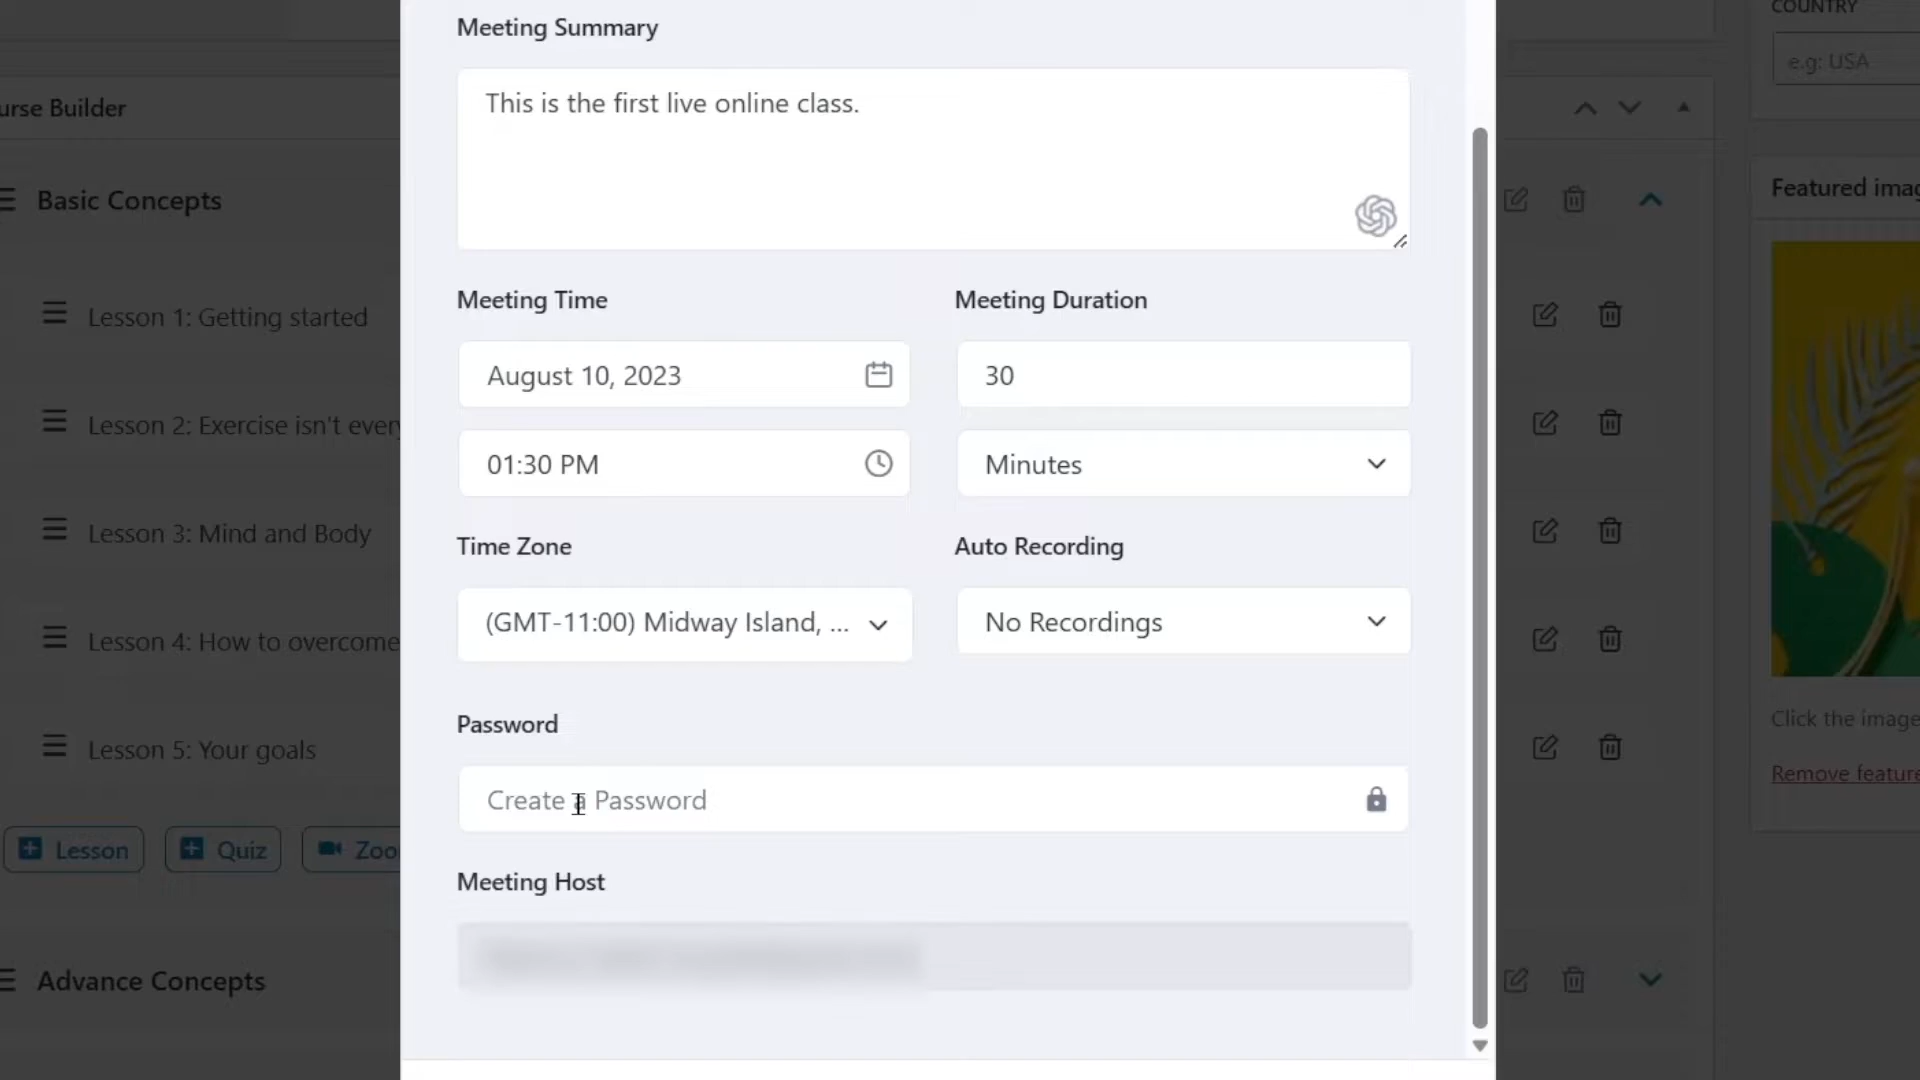 COUNTRY
Meeting Summary
e.g: USA
This is the first live online class.
urse Builder
Basic Concepts
Featured imag
Meeting Time
Meeting Duration
Lesson 1: Getting started
August 10, 2023
30
Lesson 2: Exercise isn't every
01:30 PM
Minutes
Lesson 3: Mind and Body
Time Zone
Auto Recording
(GMT-11:00) Midway Island, ...
No Recordings
Lesson 4: How to overcome
Password
Click the image
Lesson 5: Your goals
Remove feature
Create a Password
Lesson
Quiz
Zoo
Meeting Host
Advance Concepts